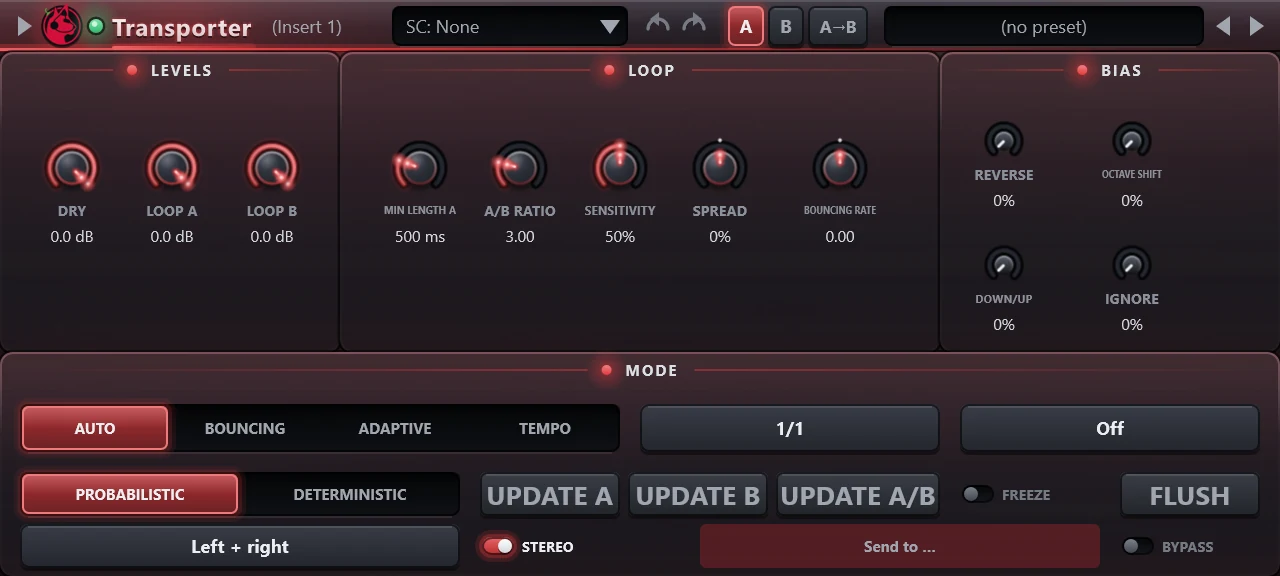 Transporter (Insert 1) SC: None A B A→B (no preset)
LEVELS LOOP BIAS
DRY LOOP A LOOP B
0.0 dB 0.0 dB 0.0 dB
MIN LENGTH A A/B RATIO SENSITIVITY SPREAD BOUNCING RATE
500 ms 3.00 50% 0% 0.00
REVERSE OCTAVE SHIFT
0% 0%
DOWN/UP IGNORE
0% 0%
MODE
AUTO BOUNCING ADAPTIVE TEMPO 1/1 Off
PROBABILISTIC DETERMINISTIC UPDATE A UPDATE B UPDATE A/B FREEZE FLUSH
Left + right STEREO Send to ... BYPASS